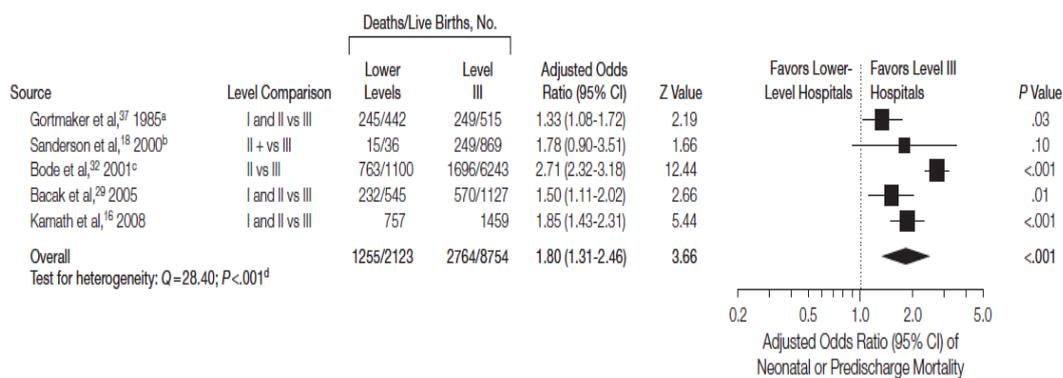 Deaths/Live Births, No.
Source Level Comparison Lower Levels Level III Adjusted Odds Ratio (95% CI) Z Value Favors Lower-Level Hospitals Favors Level III Hospitals P Value
Gortmaker et al,37 1985a I and II vs III 245/442 249/515 1.33 (1.08-1.72) 2.19 .03
Sanderson et al,18 2000b II + vs III 15/36 249/869 1.78 (0.90-3.51) 1.66 .10
Bode et al,32 2001c II vs III 763/1100 1696/6243 2.71 (2.32-3.18) 12.44 <.001
Bacak et al,29 2005 I and II vs III 232/545 570/1127 1.50 (1.11-2.02) 2.66 .01
Kamath et al,16 2008 I and II vs III 757 1459 1.85 (1.43-2.31) 5.44 <.001
Overall 1255/2123 2764/8754 1.80 (1.31-2.46) 3.66 <.001
Test for heterogeneity: Q=28.40; P<.001d
0.2 0.5 1.0 2.0 5.0
Adjusted Odds Ratio (95% CI) of
Neonatal or Predischarge Mortality